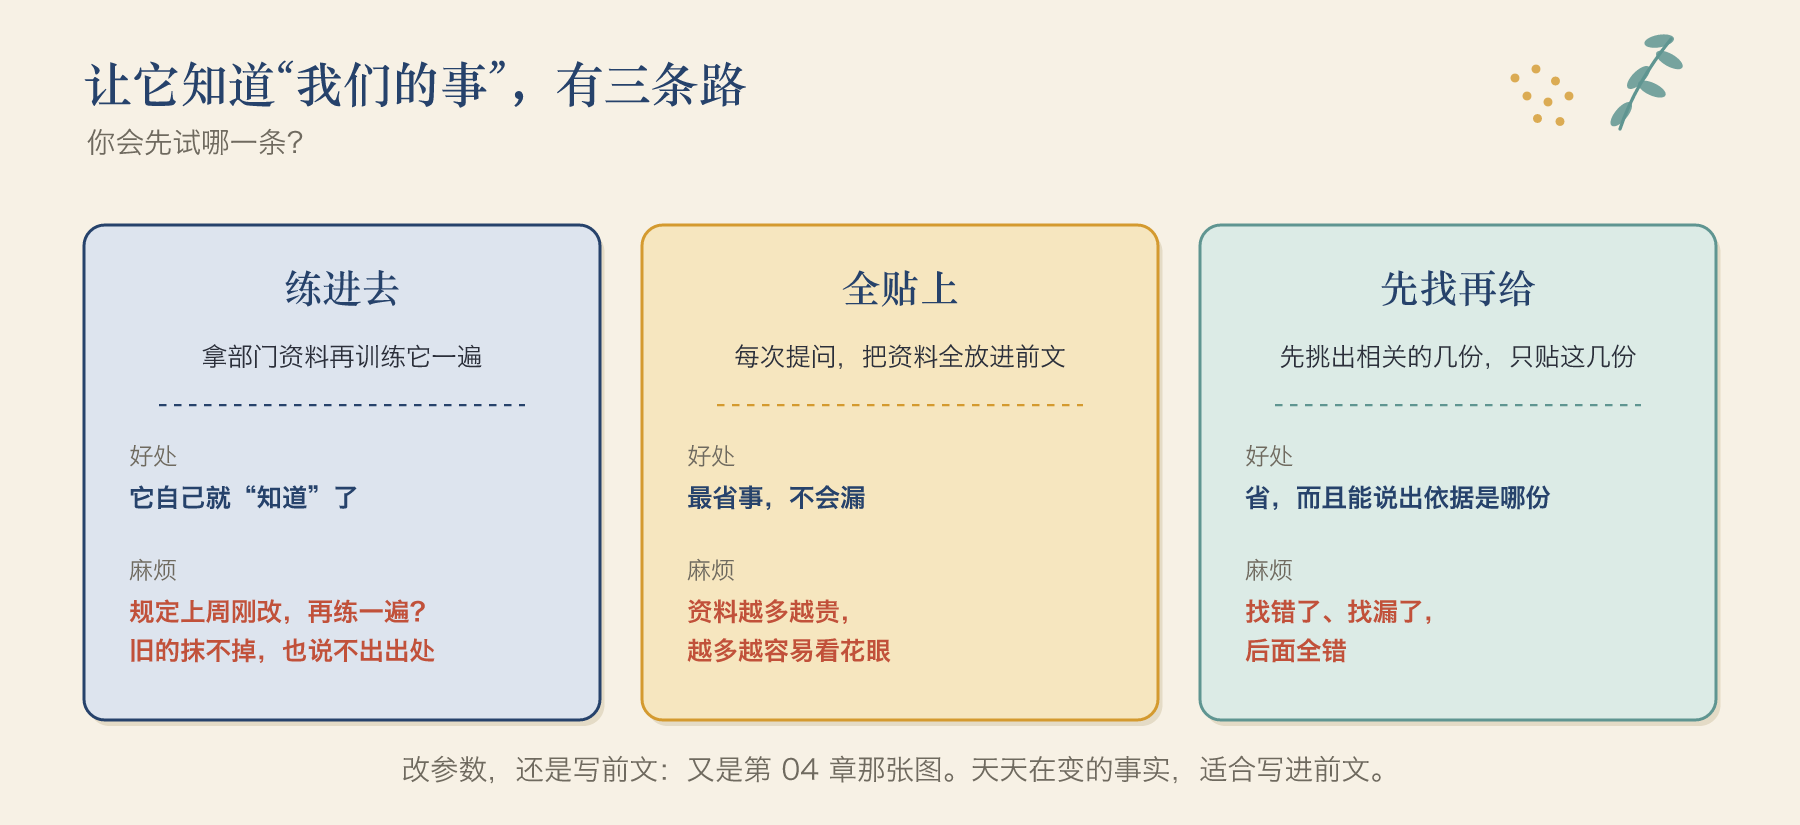 让它知道“我们的事”，有三条路
你会先试哪一条？
练进去
拿部门资料再训练它一遍
好处
它自己就“知道”了
麻烦
规定上周刚改，再练一遍？
旧的抹不掉，也说不出出处
全贴上
每次提问，把资料全放进前文
好处
最省事，不会漏
麻烦
资料越多越贵，
越多越容易看花眼
先找再给
先挑出相关的几份，只贴这几份
好处
省，而且能说出依据是哪份
麻烦
找错了、找漏了，
后面全错
改参数，还是写前文：又是第 04 章那张图。天天在变的事实，适合写进前文。